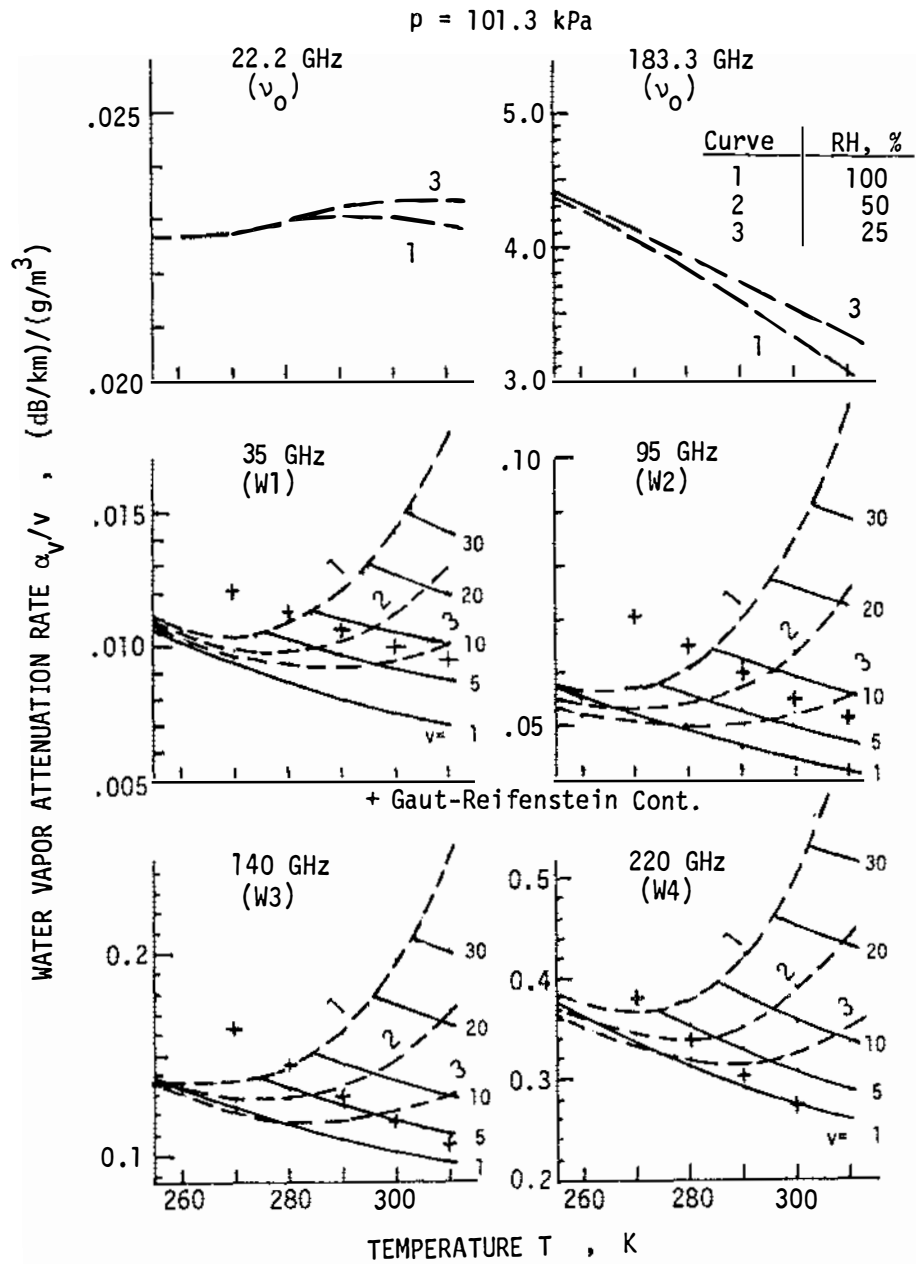 p = 101.3 kPa
22.2 GHz
(νo)
183.3 GHz
(νo)
.025
.020
3
1
5.0
4.0
3.0
Curve RH, %
1 100
2 50
3 25
3
1
WATER VAPOR ATTENUATION RATE αv/v , (dB/km)/(g/m³)
35 GHz
(W1)
.015
.010
.005
1
2
3
30
20
10
5
v= 1
95 GHz
(W2)
.10
.05
1
2
3
30
20
10
5
1
+ Gaut-Reifenstein Cont.
140 GHz
(W3)
0.2
0.1
1
2
3
30
20
10
5
1
260 280 300
220 GHz
(W4)
0.5
0.4
0.3
0.2
1
2
3
30
20
10
5
v= 1
260 280 300
TEMPERATURE T , K